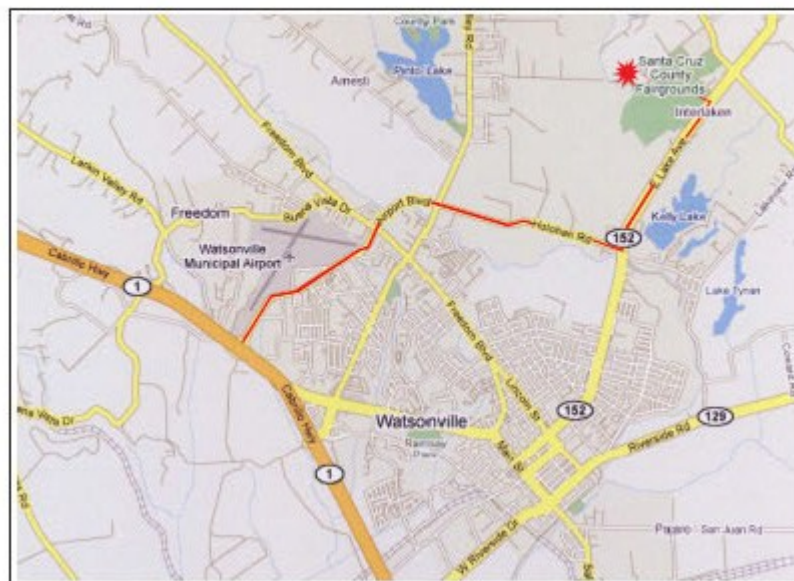 County Park
Pinto Lake
Amesti
Santa Cruz
County
Fairgrounds
Interlaken
Freedom Blvd
Larkin Valley Rd
Freedom
Buena Vista Dr
Airport Blvd
E Lake Ave
Holohan Rd
152
Kelly Lake
Watsonville
Municipal Airport
Cabrillo Hwy
1
Lake Tynan
Freedom Blvd
Cabrillo Hwy
Lincoln St
152
129
Watsonville
Ramsay
Park
Main St
Riverside Rd
1
W Riverside Dr
Pajaro
San Juan Rd